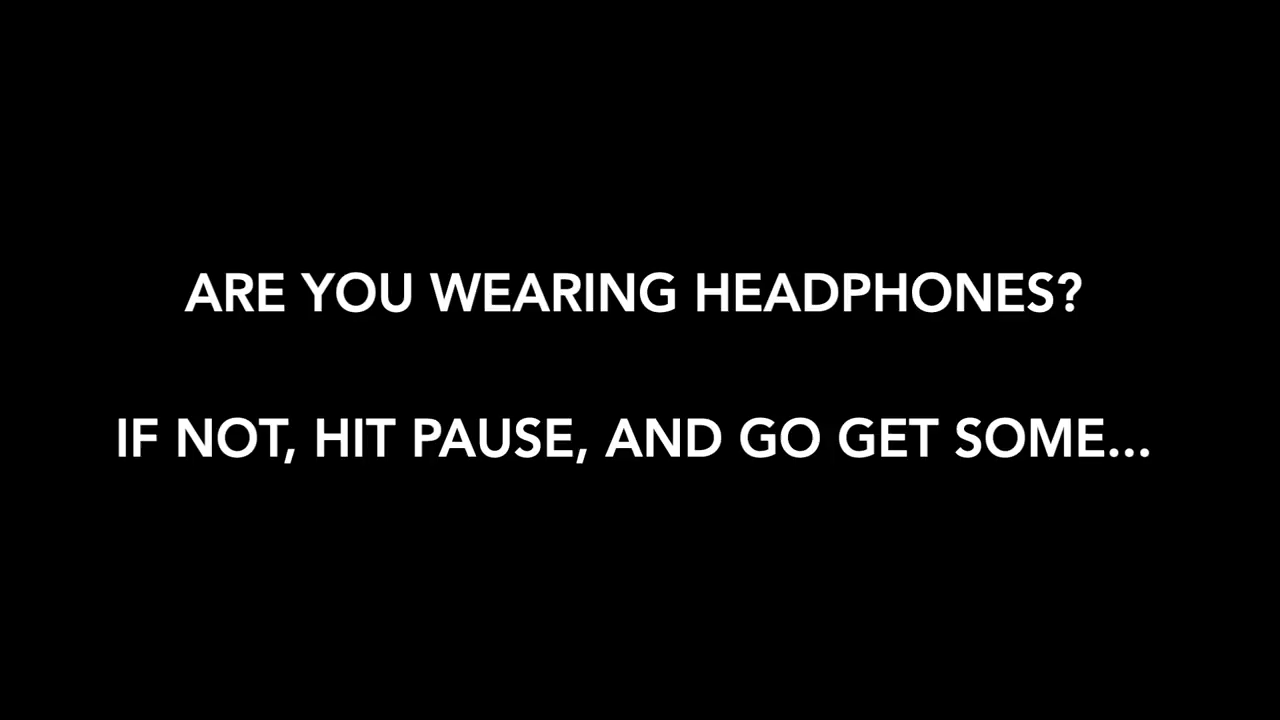 ARE YOU WEARING HEADPHONES?
IF NOT, HIT PAUSE, AND GO GET SOME...